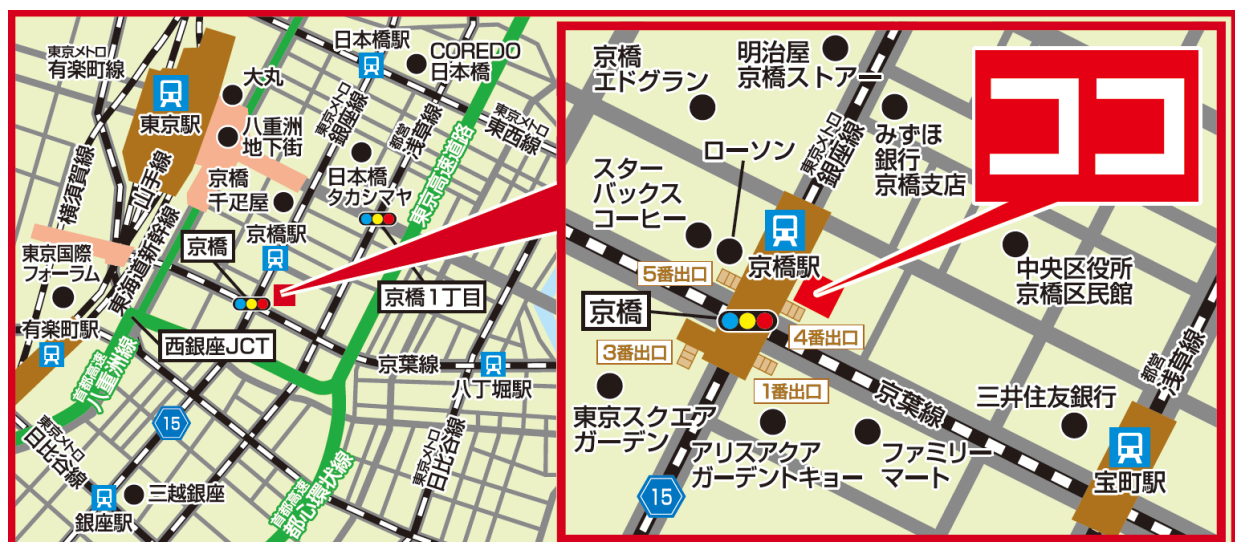 東京メトロ
有楽町線
東京駅
大丸
八重洲
地下街
京橋
千疋屋
日本橋駅
COREDO
日本橋
東京メトロ
銀座線
都営
浅草線
東京メトロ
東西線
日本橋
タカシマヤ
東京高速道路
横須賀線
山手線
東海道新幹線
東京国際
フォーラム
京橋
京橋駅
京橋1丁目
有楽町駅
西銀座JCT
首都高速
八重洲線
京葉線
八丁堀駅
15
東京メトロ
日比谷線
東京メトロ
日比谷線
三越銀座
銀座駅
首都高速
都心環状線
京橋
エドグラン
明治屋
京橋ストアー
ココ
ローソン
東京メトロ
銀座線
みずほ
銀行
京橋支店
スター
バックス
コーヒー
京橋駅
5番出口
中央区役所
京橋区民館
京橋
4番出口
3番出口
1番出口
都営
浅草線
京葉線
三井住友銀行
東京スクエア
ガーデン
アリスアクア
ガーデントキョー
ファミリー
マート
宝町駅
15